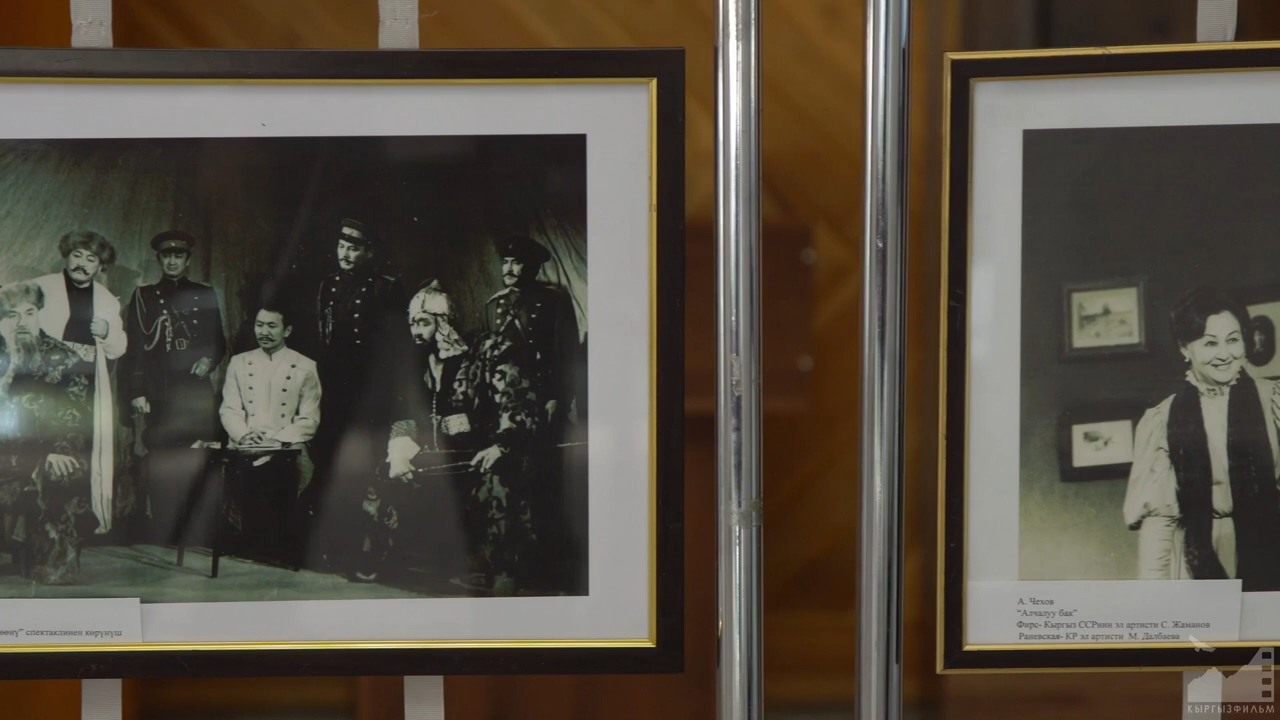 спектаклинен көрүнүш
А. Чехов
"Алчалуу бак"
Фирс- Кыргыз ССРнин эл артисти С. Жаманов
Раневская- КР эл артисти М. Далбаева
КЫРГЫЗФИЛЬМ